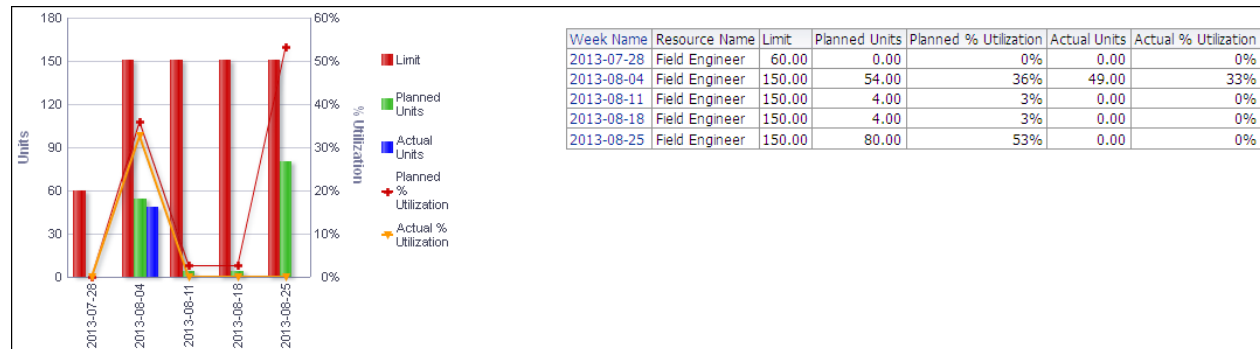 180
150
120
90
60
30
0
Units
60%
50%
40%
30%
20%
10%
0%
% Utilization
2013-07-28
2013-08-04
2013-08-11
2013-08-18
2013-08-25
Limit
Planned
Units
Actual
Units
Planned
%
Utilization
Actual %
Utilization
Week Name Resource Name Limit Planned Units Planned % Utilization Actual Units Actual % Utilization
2013-07-28 Field Engineer 60.00 0.00 0% 0.00 0%
2013-08-04 Field Engineer 150.00 54.00 36% 49.00 33%
2013-08-11 Field Engineer 150.00 4.00 3% 0.00 0%
2013-08-18 Field Engineer 150.00 4.00 3% 0.00 0%
2013-08-25 Field Engineer 150.00 80.00 53% 0.00 0%